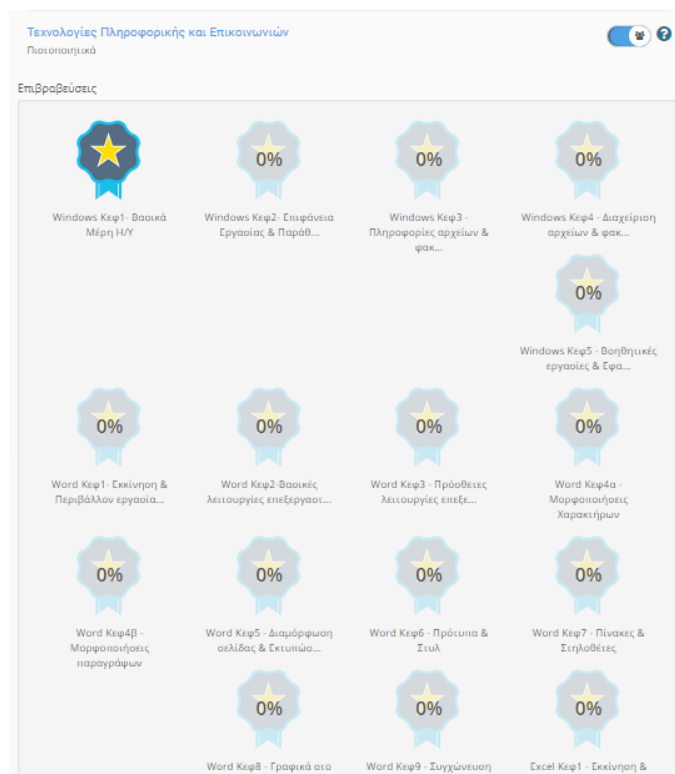 Τεχνολογίες Πληροφορικής και Επικοινωνιών
Πιστοποιητικά
Επιβραβεύσεις
0%
0%
0%
Windows Κεφ1- Βασικά
Μέρη Η/Υ
Windows Κεφ2- Επιφάνεια
Εργασίας & Παράθ...
Windows Κεφ3 -
Πληροφορίες αρχείων &
φακ...
Windows Κεφ4 - Διαχείριση
αρχείων & φακ...
0%
Windows Κεφ5 - Βοηθητικές
εργασίες & Εφα...
0%
0%
0%
0%
Word Κεφ1- Εκκίνηση &
Περιβάλλον εργασία...
Word Κεφ2-Βασικές
λειτουργίες επεξεργασι...
Word Κεφ3 - Πρόσθετες
λειτουργίες επεξε...
Word Κεφ4α -
Μορφοποιήσεις
Χαρακτήρων
0%
0%
0%
0%
Word Κεφ4β -
Μορφοποιήσεις
παραγράφων
Word Κεφ5 - Διαμόρφωση
σελίδας & Εκτυπώσ...
Word Κεφ6 - Πρότυπα &
Στυλ
Word Κεφ7 - Πίνακες &
Στηλοθέτες
0%
0%
0%
Word Κεφ8 - Γραφικά στο
Word Κεφ9 - Συγχώνευση
Excel Κεφ1 - Εκκίνηση &